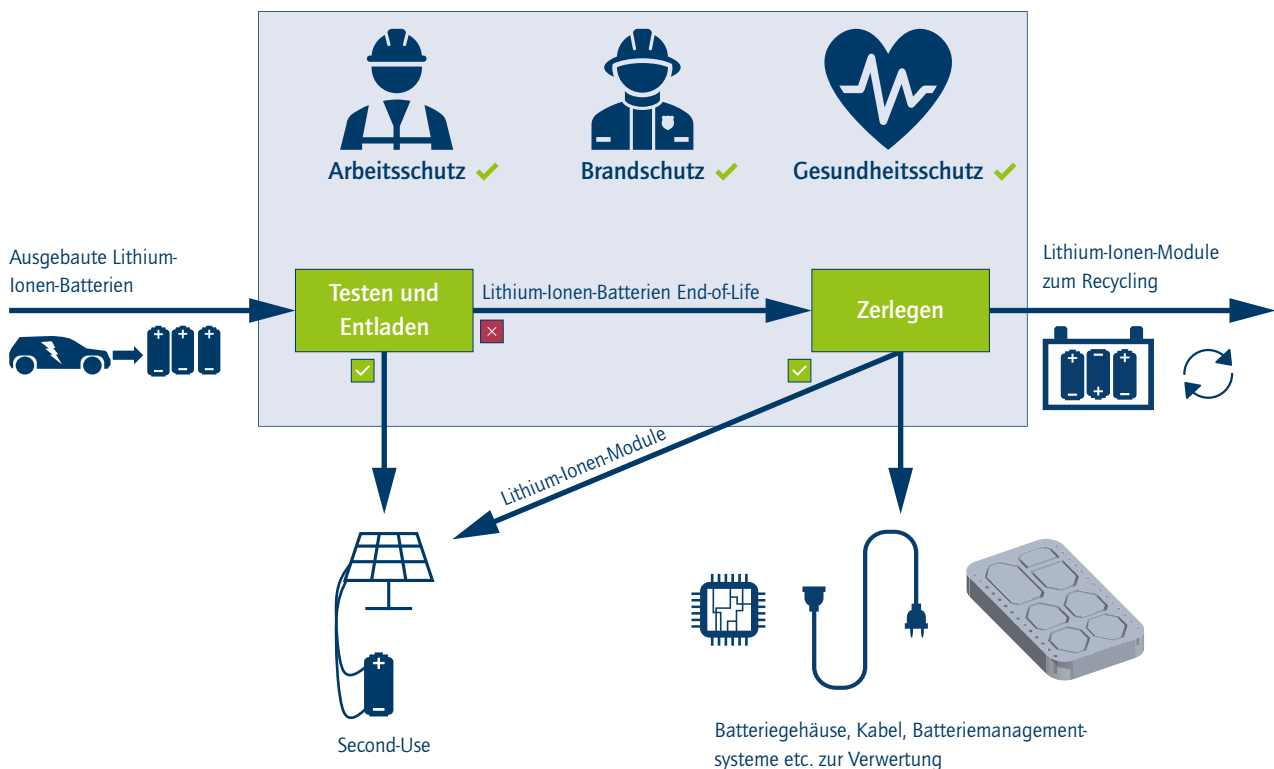 Arbeitsschutz
Brandschutz
Gesundheitsschutz
Ausgebaute Lithium-
Ionen-Batterien
Testen und
Entladen
Lithium-Ionen-Batterien End-of-Life
Zerlegen
Lithium-Ionen-Module
zum Recycling
Lithium-Ionen-Module
Second-Use
Batteriegehäuse, Kabel, Batteriemanagement-
systeme etc. zur Verwertung